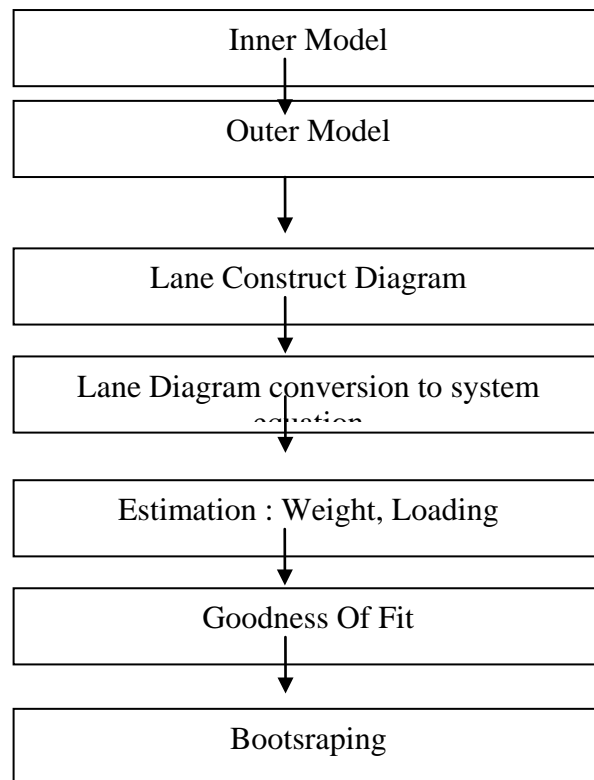 Inner Model
Outer Model
Lane Construct Diagram
Lane Diagram conversion to system
equation
Estimation : Weight, Loading
Goodness Of Fit
Bootsraping